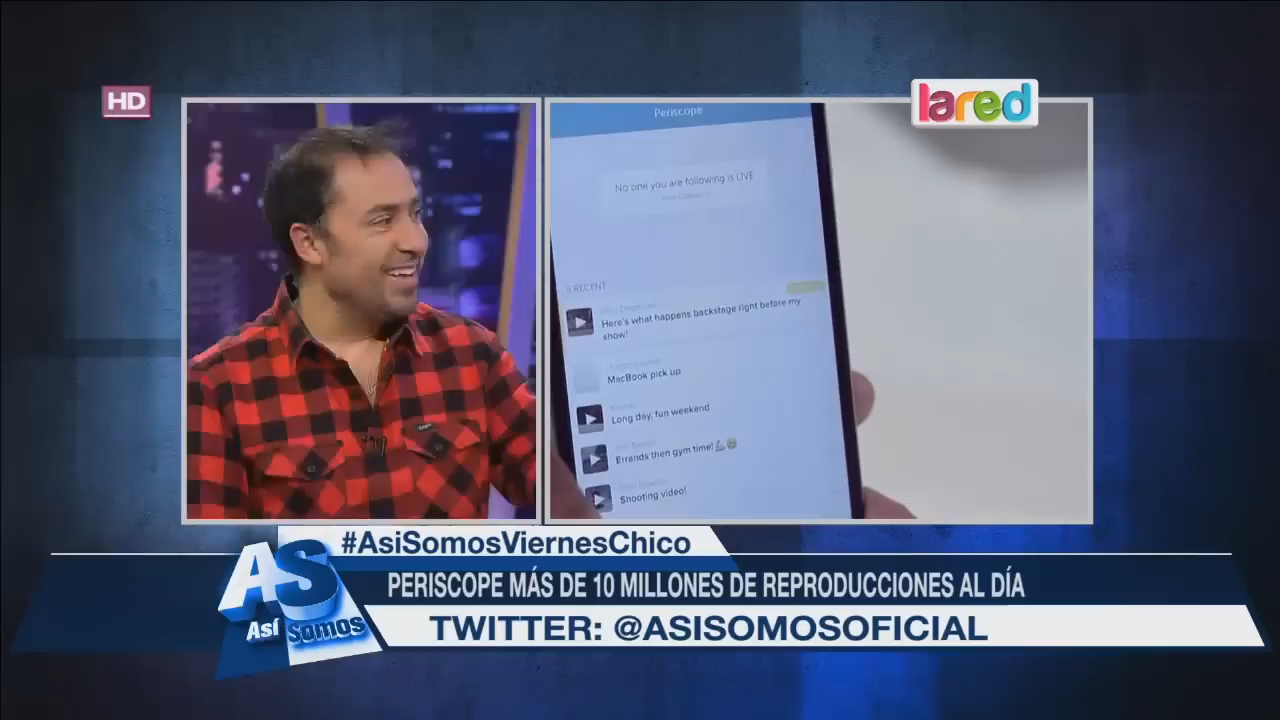 HD
lared
Periscope
No one you are following is LIVE
RECENT
Here's what happens backstage right before my
show!
MacBook pick up
Long day, fun weekend
Errands then gym time!
Shooting video!
#AsiSomosViernesChico
AS
Así Somos
PERISCOPE MÁS DE 10 MILLONES DE REPRODUCCIONES AL DÍA
TWITTER: @ASISOMOSOFICIAL